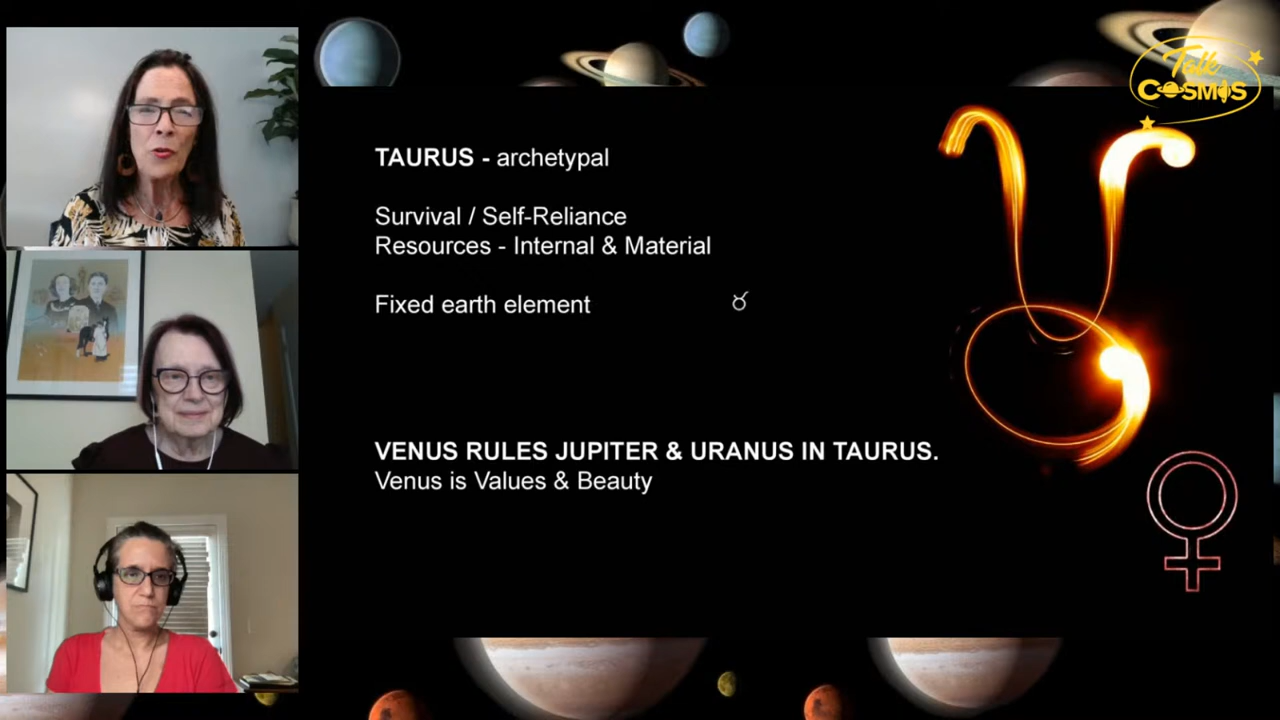 Talk
COSMOS
TAURUS - archetypal
Survival / Self-Reliance
Resources - Internal & Material
Fixed earth element ♉
VENUS RULES JUPITER & URANUS IN TAURUS.
Venus is Values & Beauty